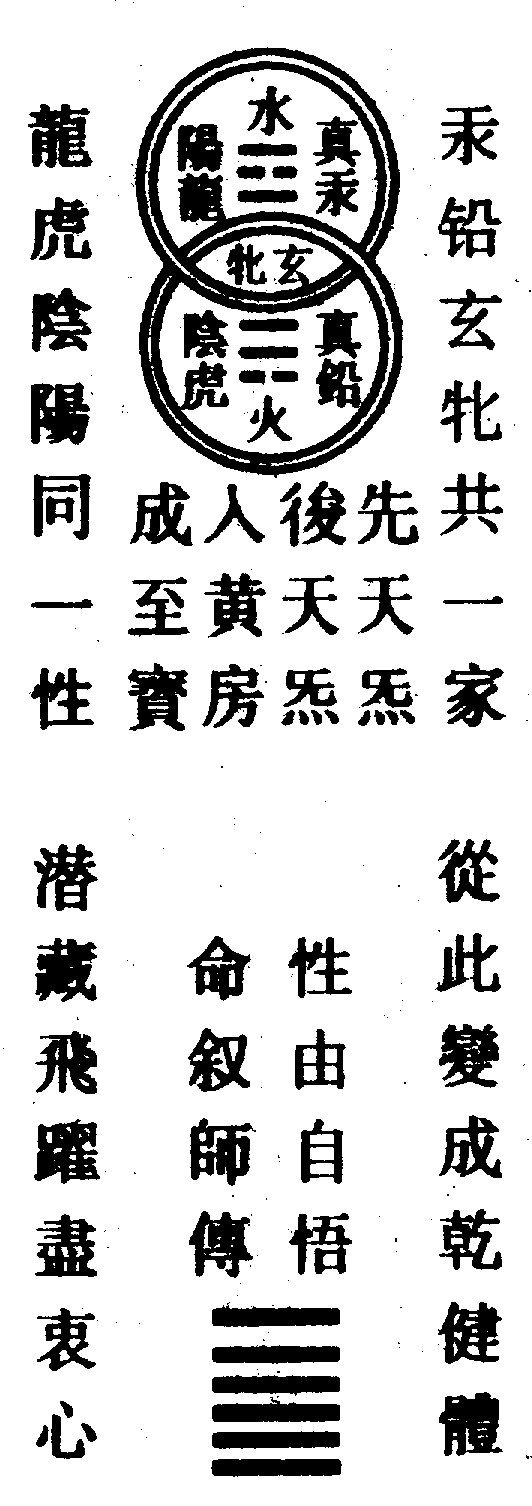 汞铅玄牝共一家
水
真汞
陽龍
玄牝
真鉛
陰虎
火
先天炁
後天炁
入黄房
成至寳
龍虎陰陽同一性
從此變成乾健體
性由自悟
命叙師傳
潛藏飛躍盡衷心